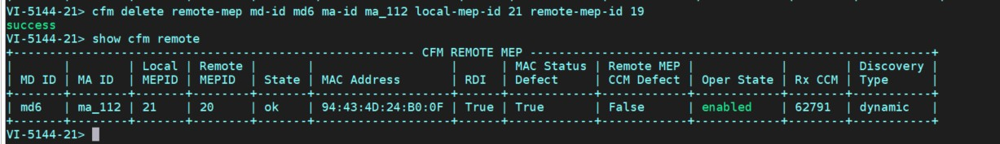 VI-5144-21> cfm delete remote-mep md-id md6 ma-id ma_112 local-mep-id 21 remote-mep-id 19
success
VI-5144-21> show cfm remote
+---------------------------------------------------- CFM REMOTE MEP ----------------------------------------------------+
|       |        | Local | Remote |       |                   |      | MAC Status | Remote MEP |            |        | Discovery |
| MD ID | MA ID  | MEPID | MEPID  | State | MAC Address       | RDI  | Defect     | CCM Defect | Oper State | Rx CCM | Type      |
+-------+--------+-------+--------+-------+-------------------+------+------------+------------+------------+--------+-----------+
| md6   | ma_112 | 21    | 20     | ok    | 94:43:4D:24:B0:0F | True | True       | False      | enabled    | 62791  | dynamic   |
+-------+--------+-------+--------+-------+-------------------+------+------------+------------+------------+--------+-----------+
VI-5144-21>